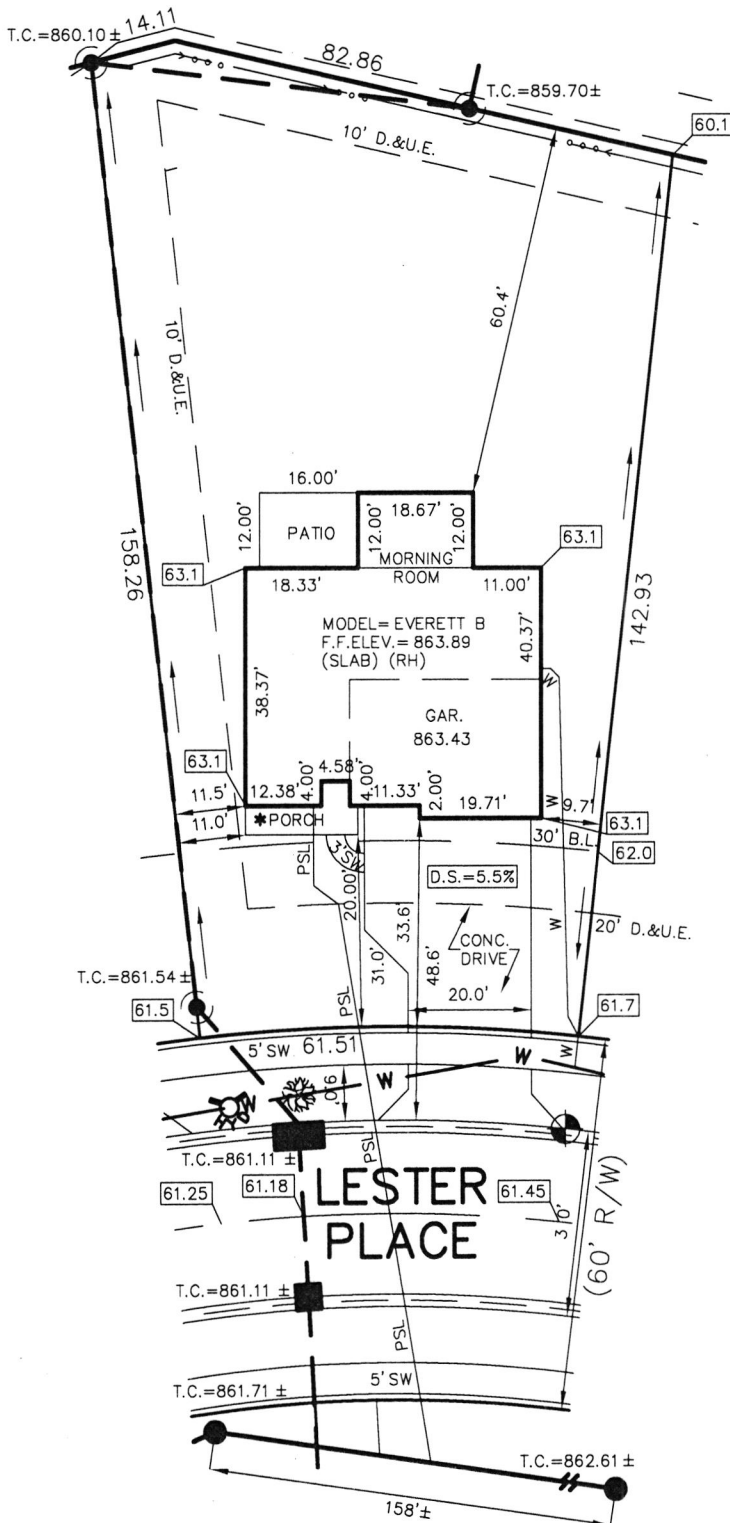 T.C.=860.10±
14.11
82.86
T.C.=859.70±
60.1
10' D.&U.E.
60.4'
10' D.&U.E.
158.26
142.93
16.00'
12.00'
PATIO
18.67'
12.00'
12.00'
MORNING
ROOM
63.1
63.1
18.33'
11.00'
MODEL= EVERETT B
F.F.ELEV.= 863.89
(SLAB) (RH)
40.37'
38.37'
GAR.
863.43
W
63.1
4.58'
12.38'
4.00'
4.00'
11.33'
2.00'
19.71'
W
9.7'
11.5'
11.0'
*PORCH
63.1
30' B.L.
62.0
3'SW
PSL
20.00'
D.S.=5.5%
33.6'
W
20' D.&U.E.
CONC.
DRIVE
31.0'
48.6'
20.0'
T.C.=861.54±
61.5
PSL
61.7
5' SW
61.51
W
W
W
W
9.0'
PSL
T.C.=861.11 ±
61.25
61.18
LESTER
PLACE
61.45
(60' R/W)
T.C.=861.11 ±
PSL
5' SW
T.C.=861.71 ±
T.C.=862.61 ±
158'±